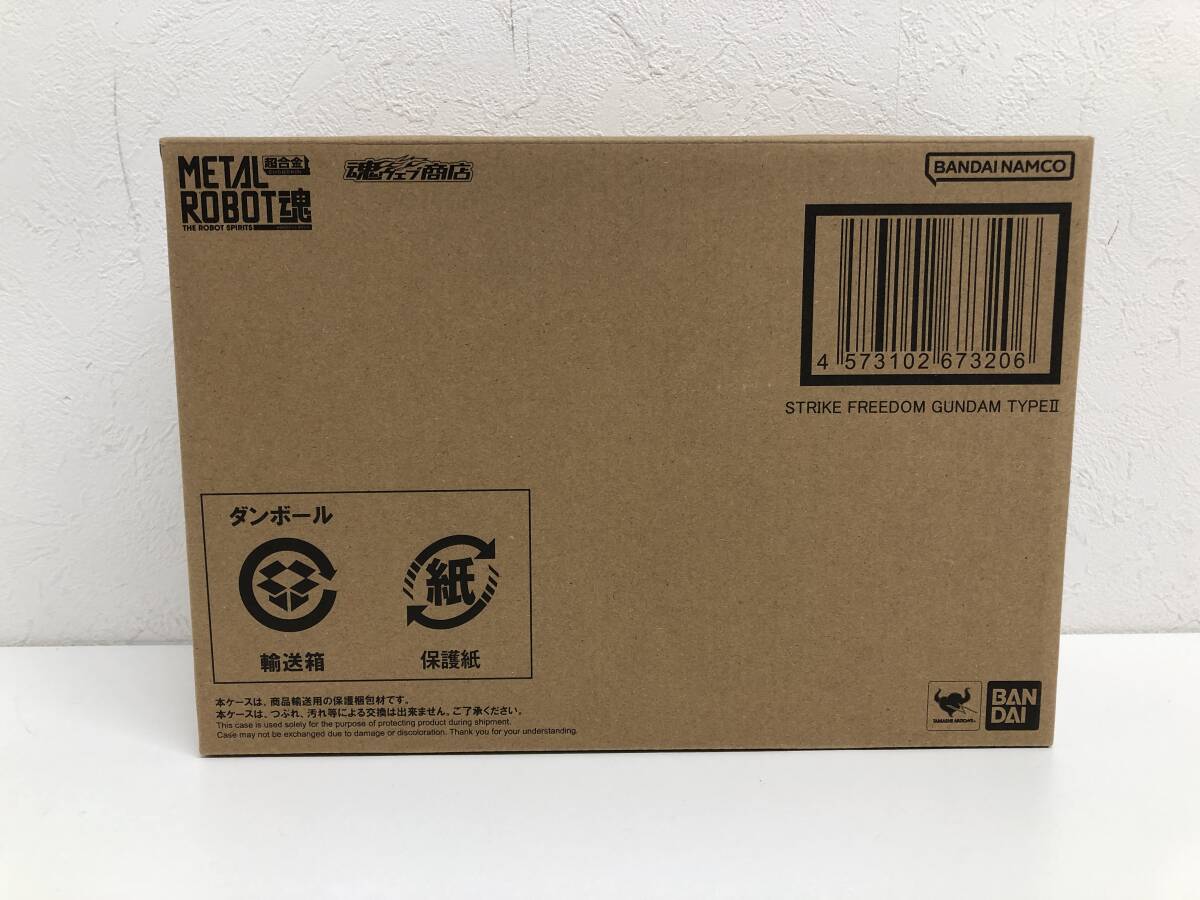 METAL 超合金
ROBOT魂
THE ROBOT SPIRITS
魂ウェブ商店
BANDAI NAMCO
4 573102 673206
STRIKE FREEDOM GUNDAM TYPEⅡ
ダンボール
紙
輸送箱
保護紙
本ケースは、商品輸送用の保護梱包材です。
本ケースは、つぶれ、汚れ等による交換は出来ません。ご了承ください。
This case is used solely for the purpose of protecting product during shipment.
Case may not be exchanged due to damage or discoloration. Thank you for your understanding.
TAMASHII NATIONS
BAN
DAI